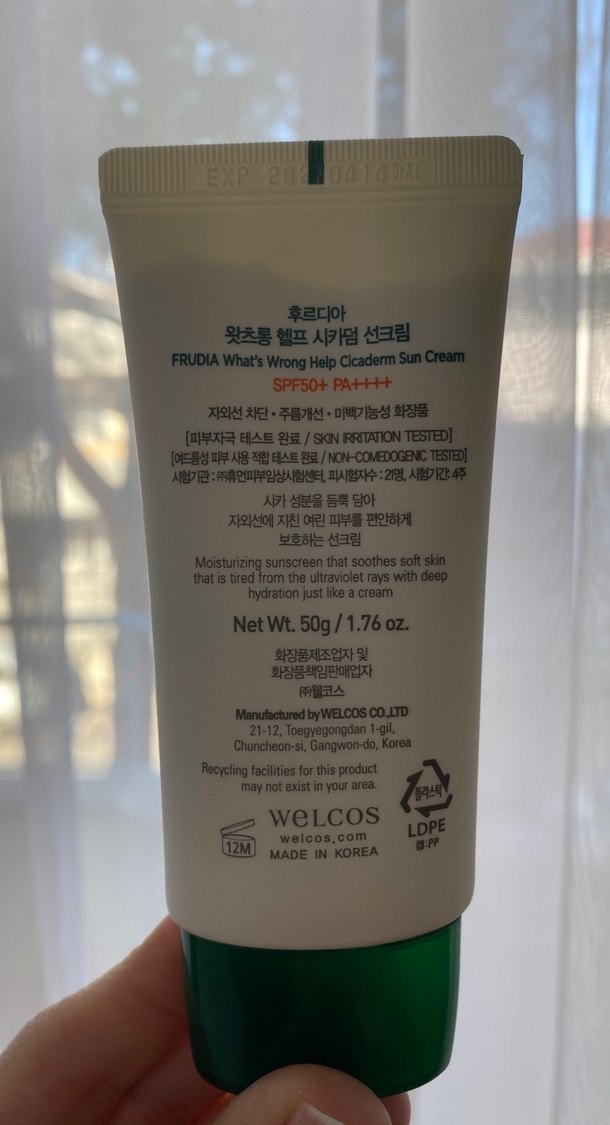 EXP 0414까지
후르디아
왓츠롱 헬프 시카덤 선크림
FRUDIA What's Wrong Help Cicaderm Sun Cream
SPF50+ PA++++
자외선 차단 • 주름개선 • 미백기능성 화장품
[피부자극 테스트 완료 / SKIN IRRITATION TESTED]
[여드름성 피부 사용 적합 테스트 완료 / NON-COMEDOGENIC TESTED]
시험기관 : ㈜휴먼피부임상시험센터, 피시험자수 : 21명, 시험기간: 4주
시카 성분을 듬뿍 담아
자외선에 지친 여린 피부를 편안하게
보호하는 선크림
Moisturizing sunscreen that soothes soft skin
that is tired from the ultraviolet rays with deep
hydration just like a cream
Net Wt. 50g / 1.76 oz.
화장품제조업자 및
화장품책임판매업자
㈜웰코스
Manufactured by WELCOS CO.,LTD
21-12, Toegyegongdan 1-gil,
Chuncheon-si, Gangwon-do, Korea
Recycling facilities for this product
may not exist in your area.
플라스틱
LDPE
캡:PP
12M
WELCOS
welcos.com
MADE IN KOREA